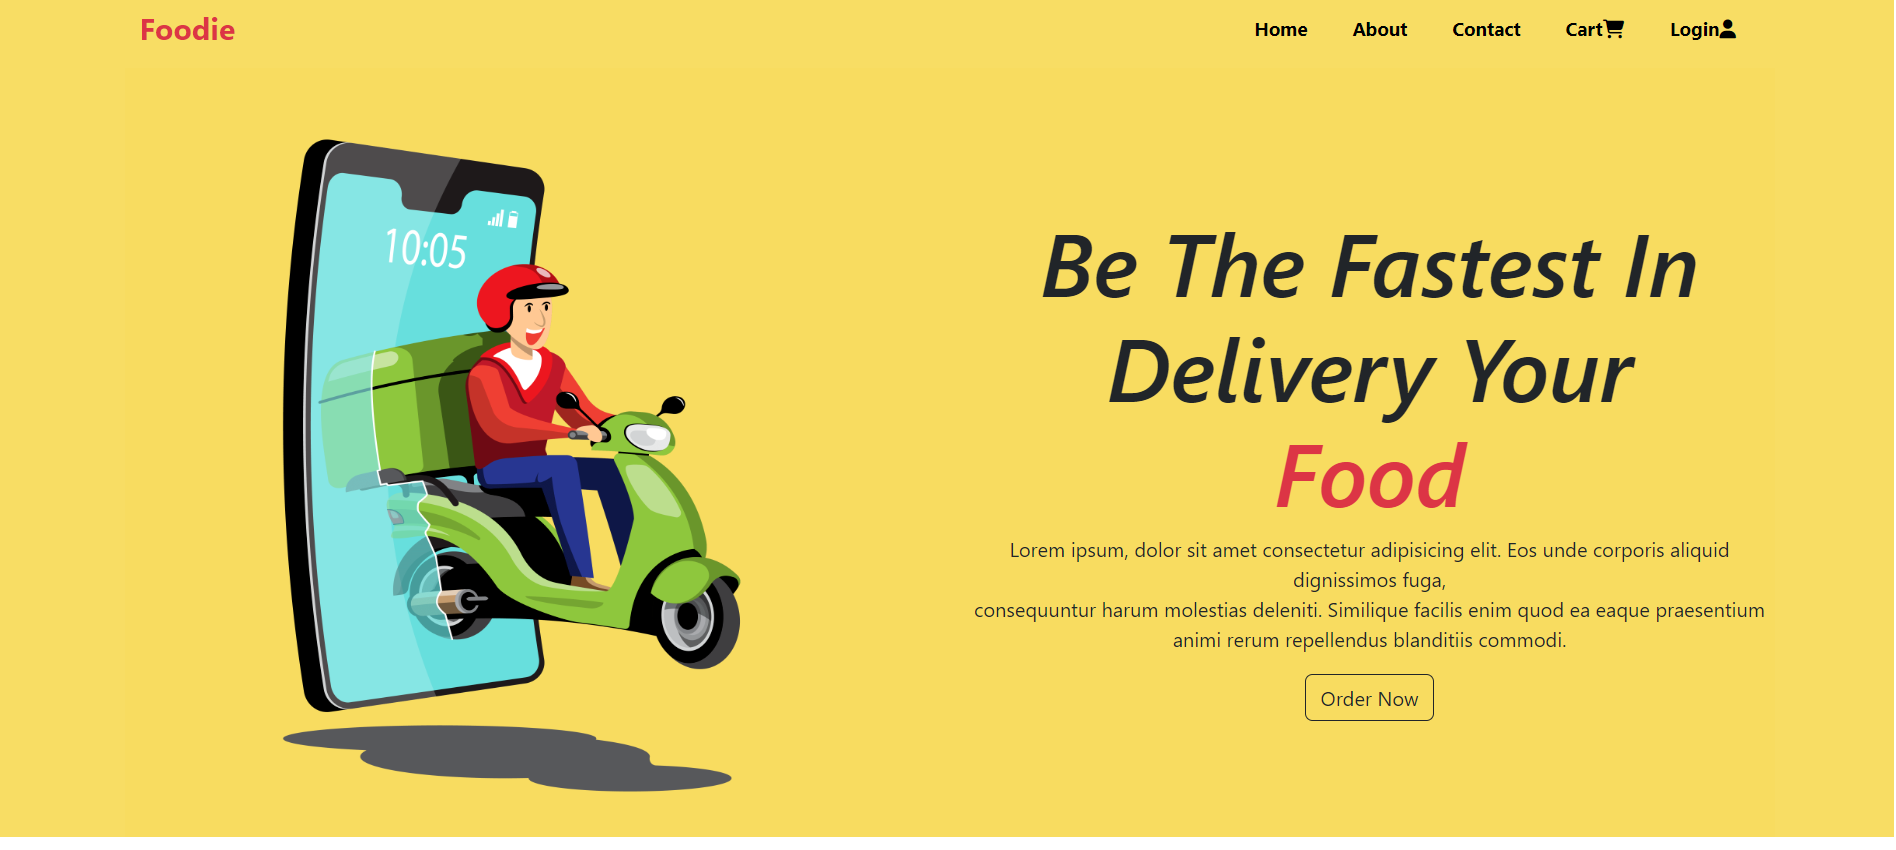 Foodie
Home About Contact Cart Login
10:05
Be The Fastest In
Delivery Your
Food
Lorem ipsum, dolor sit amet consectetur adipisicing elit. Eos unde corporis aliquid
dignissimos fuga,
consequuntur harum molestias deleniti. Similique facilis enim quod ea eaque praesentium
animi rerum repellendus blanditiis commodi.
Order Now